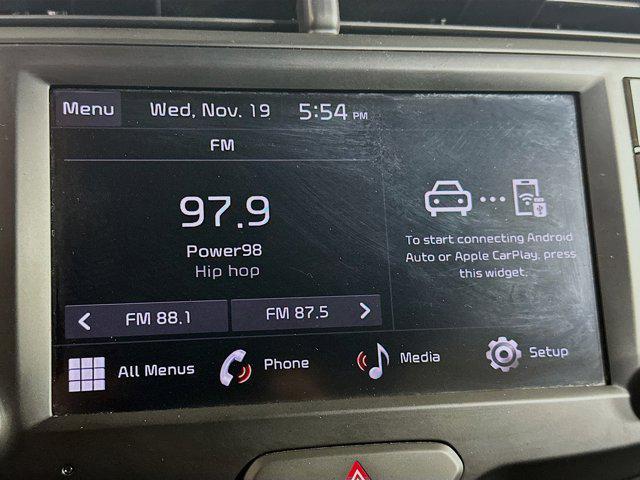 Menu Wed, Nov. 19 5:54 PM
FM
97.9
Power98
Hip hop
FM 88.1 FM 87.5
To start connecting Android
Auto or Apple CarPlay, press
this widget.
All Menus Phone Media Setup